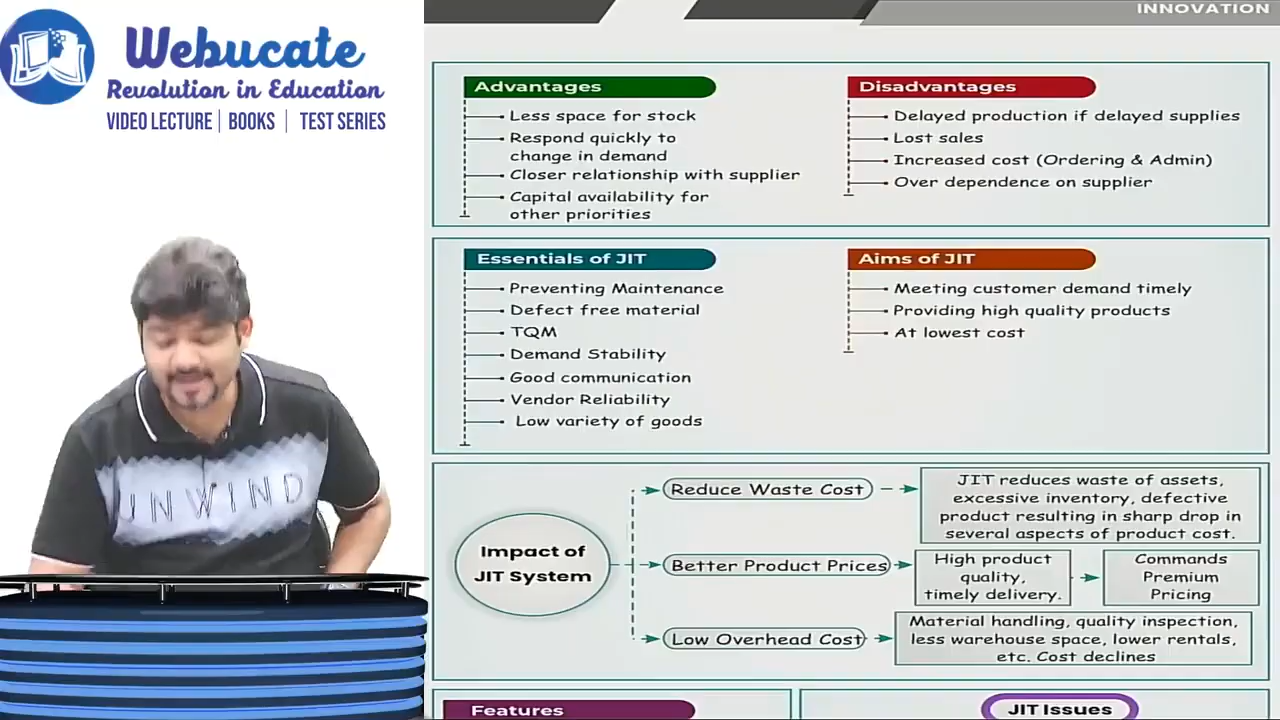 Webucate
Revolution in Education
VIDEO LECTURE | BOOKS | TEST SERIES
UNWIND
INNOVATION
Advantages
Less space for stock
Respond quickly to
change in demand
Closer relationship with supplier
Capital availability for
other priorities
Disadvantages
Delayed production if delayed supplies
Lost sales
Increased cost (Ordering & Admin)
Over dependence on supplier
Essentials of JIT
Preventing Maintenance
Defect free material
TQM
Demand Stability
Good communication
Vendor Reliability
Low variety of goods
Aims of JIT
Meeting customer demand timely
Providing high quality products
At lowest cost
Impact of
JIT System
Reduce Waste Cost
JIT reduces waste of assets,
excessive inventory, defective
product resulting in sharp drop in
several aspects of product cost.
Better Product Prices
High product
quality,
timely delivery.
Commands
Premium
Pricing
Low Overhead Cost
Material handling, quality inspection,
less warehouse space, lower rentals,
etc. Cost declines
Features
JIT Issues